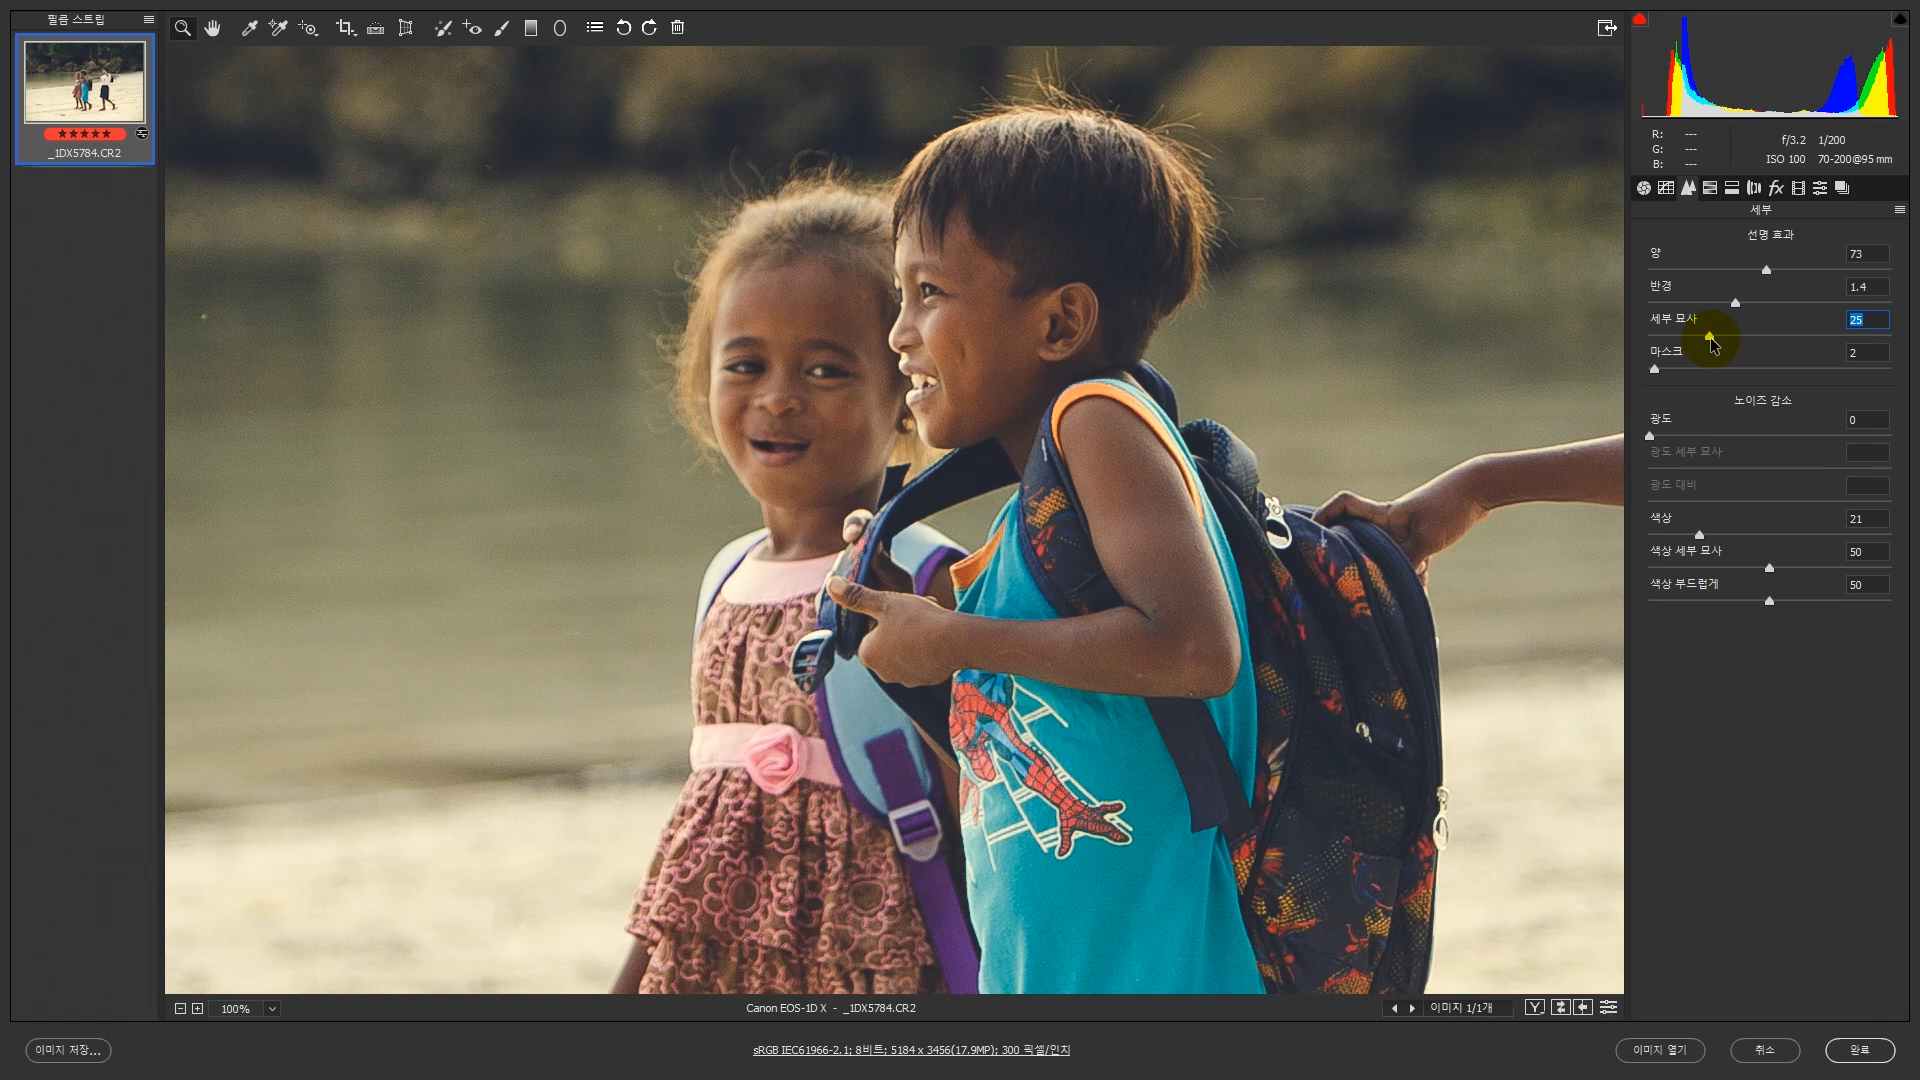 필름 스트립
★★★★★
_1DX5784.CR2
R: ---
G: ---
B: ---
f/3.2 1/200
ISO 100 70-200@95 mm
fx
세부
선명 효과
양 73
반경 1.4
세부 묘사 25
마스크 2
노이즈 감소
광도 0
광도 세부 묘사
광도 대비
색상 21
색상 세부 묘사 50
색상 부드럽게 50
100%
Canon EOS-1D X - _1DX5784.CR2
이미지 1/1개
Y
이미지 저장...
sRGB IEC61966-2.1; 8비트; 5184 x 3456(17.9MP); 300 픽셀/인치
이미지 열기
취소
완료